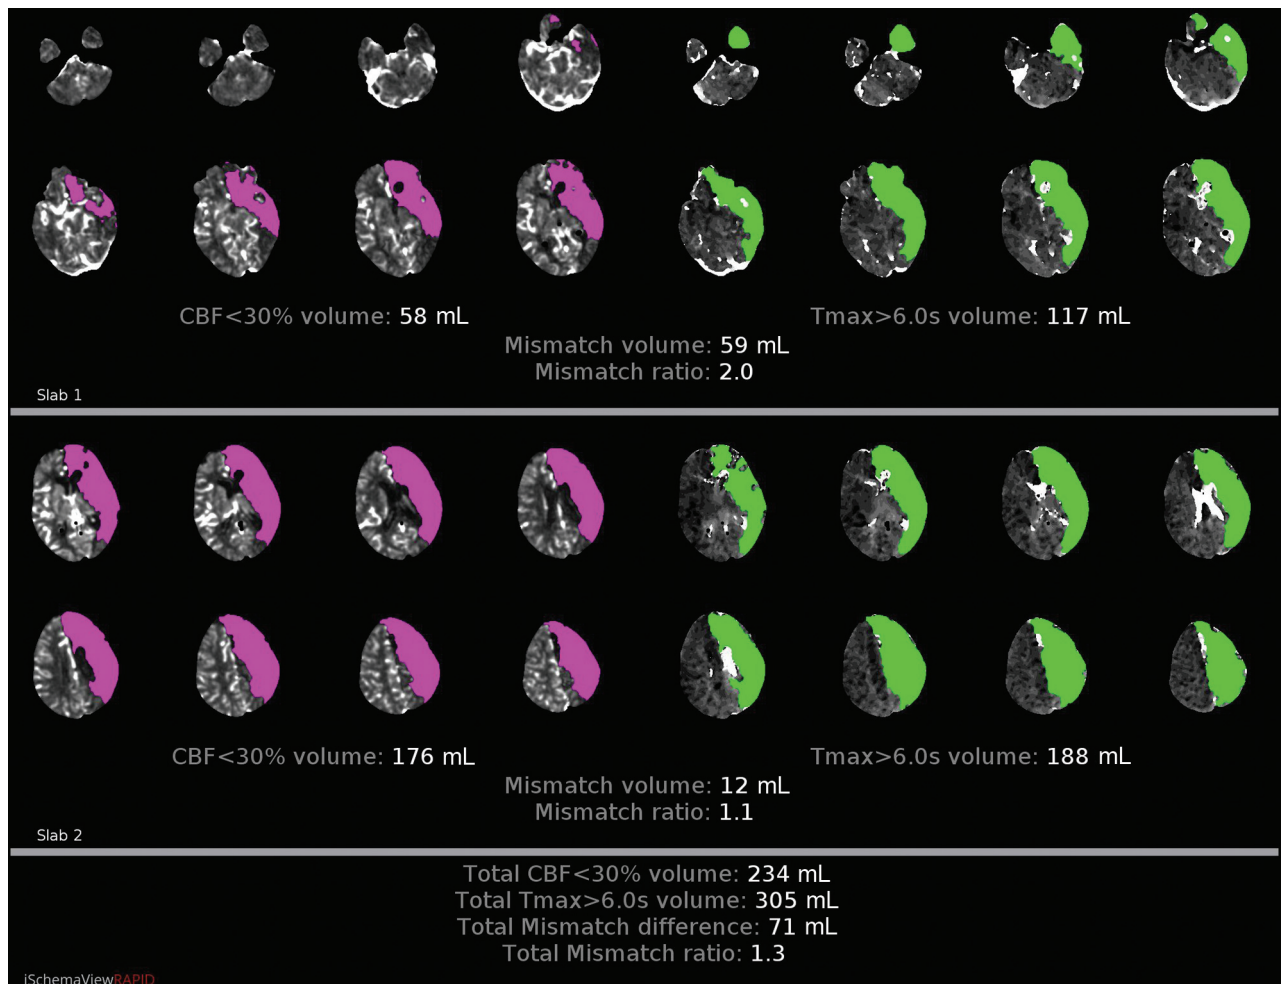 CBF<30% volume: 58 mL
Tmax>6.0s volume: 117 mL
Mismatch volume: 59 mL
Mismatch ratio: 2.0
Slab 1
CBF<30% volume: 176 mL
Tmax>6.0s volume: 188 mL
Mismatch volume: 12 mL
Mismatch ratio: 1.1
Slab 2
Total CBF<30% volume: 234 mL
Total Tmax>6.0s volume: 305 mL
Total Mismatch difference: 71 mL
Total Mismatch ratio: 1.3
iSchemaViewRAPID